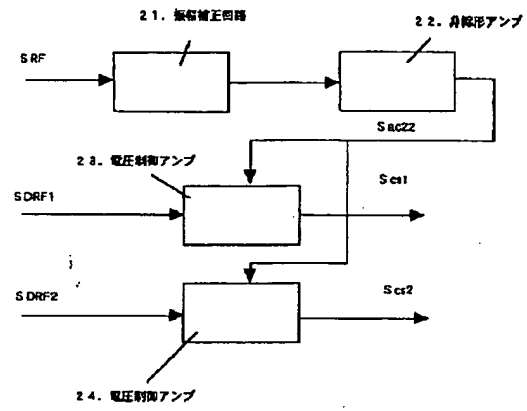 21. 振幅補正回路
22. 非線形アンプ
SRF
Sac22
23. 電圧制御アンプ
Scs1
SDRF1
SDRF2
Scs2
24. 電圧制御アンプ